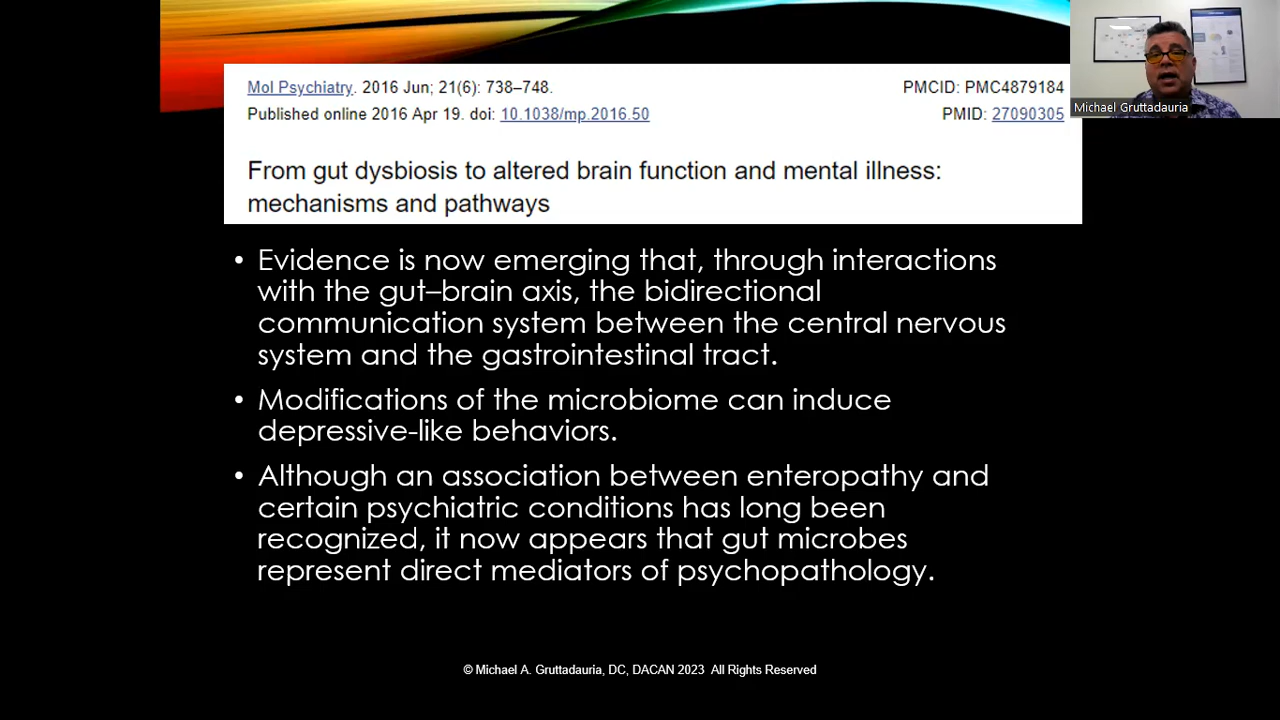 Mol Psychiatry. 2016 Jun; 21(6): 738–748.
PMCID: PMC4879184
Published online 2016 Apr 19. doi: 10.1038/mp.2016.50
PMID: 27090305
From gut dysbiosis to altered brain function and mental illness:
mechanisms and pathways
Michael Gruttadauria
• Evidence is now emerging that, through interactions
with the gut–brain axis, the bidirectional
communication system between the central nervous
system and the gastrointestinal tract.
• Modifications of the microbiome can induce
depressive-like behaviors.
• Although an association between enteropathy and
certain psychiatric conditions has long been
recognized, it now appears that gut microbes
represent direct mediators of psychopathology.
© Michael A. Gruttadauria, DC, DACAN 2023 All Rights Reserved